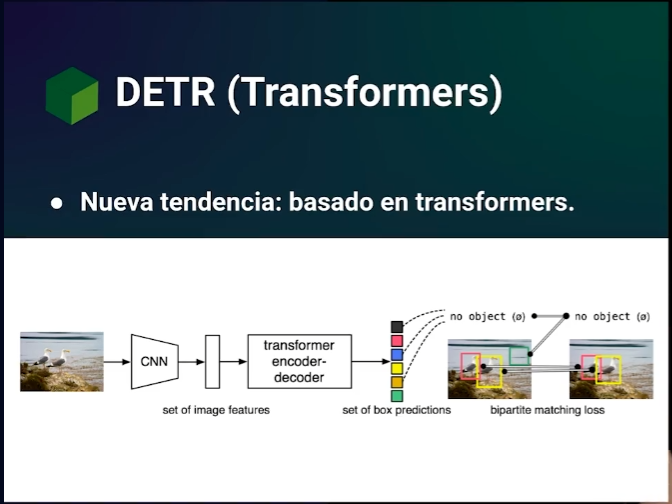 DETR (Transformers)
● Nueva tendencia: basado en transformers.
no object (ø)
no object (ø)
CNN
transformer
encoder-
decoder
set of image features
set of box predictions
bipartite matching loss